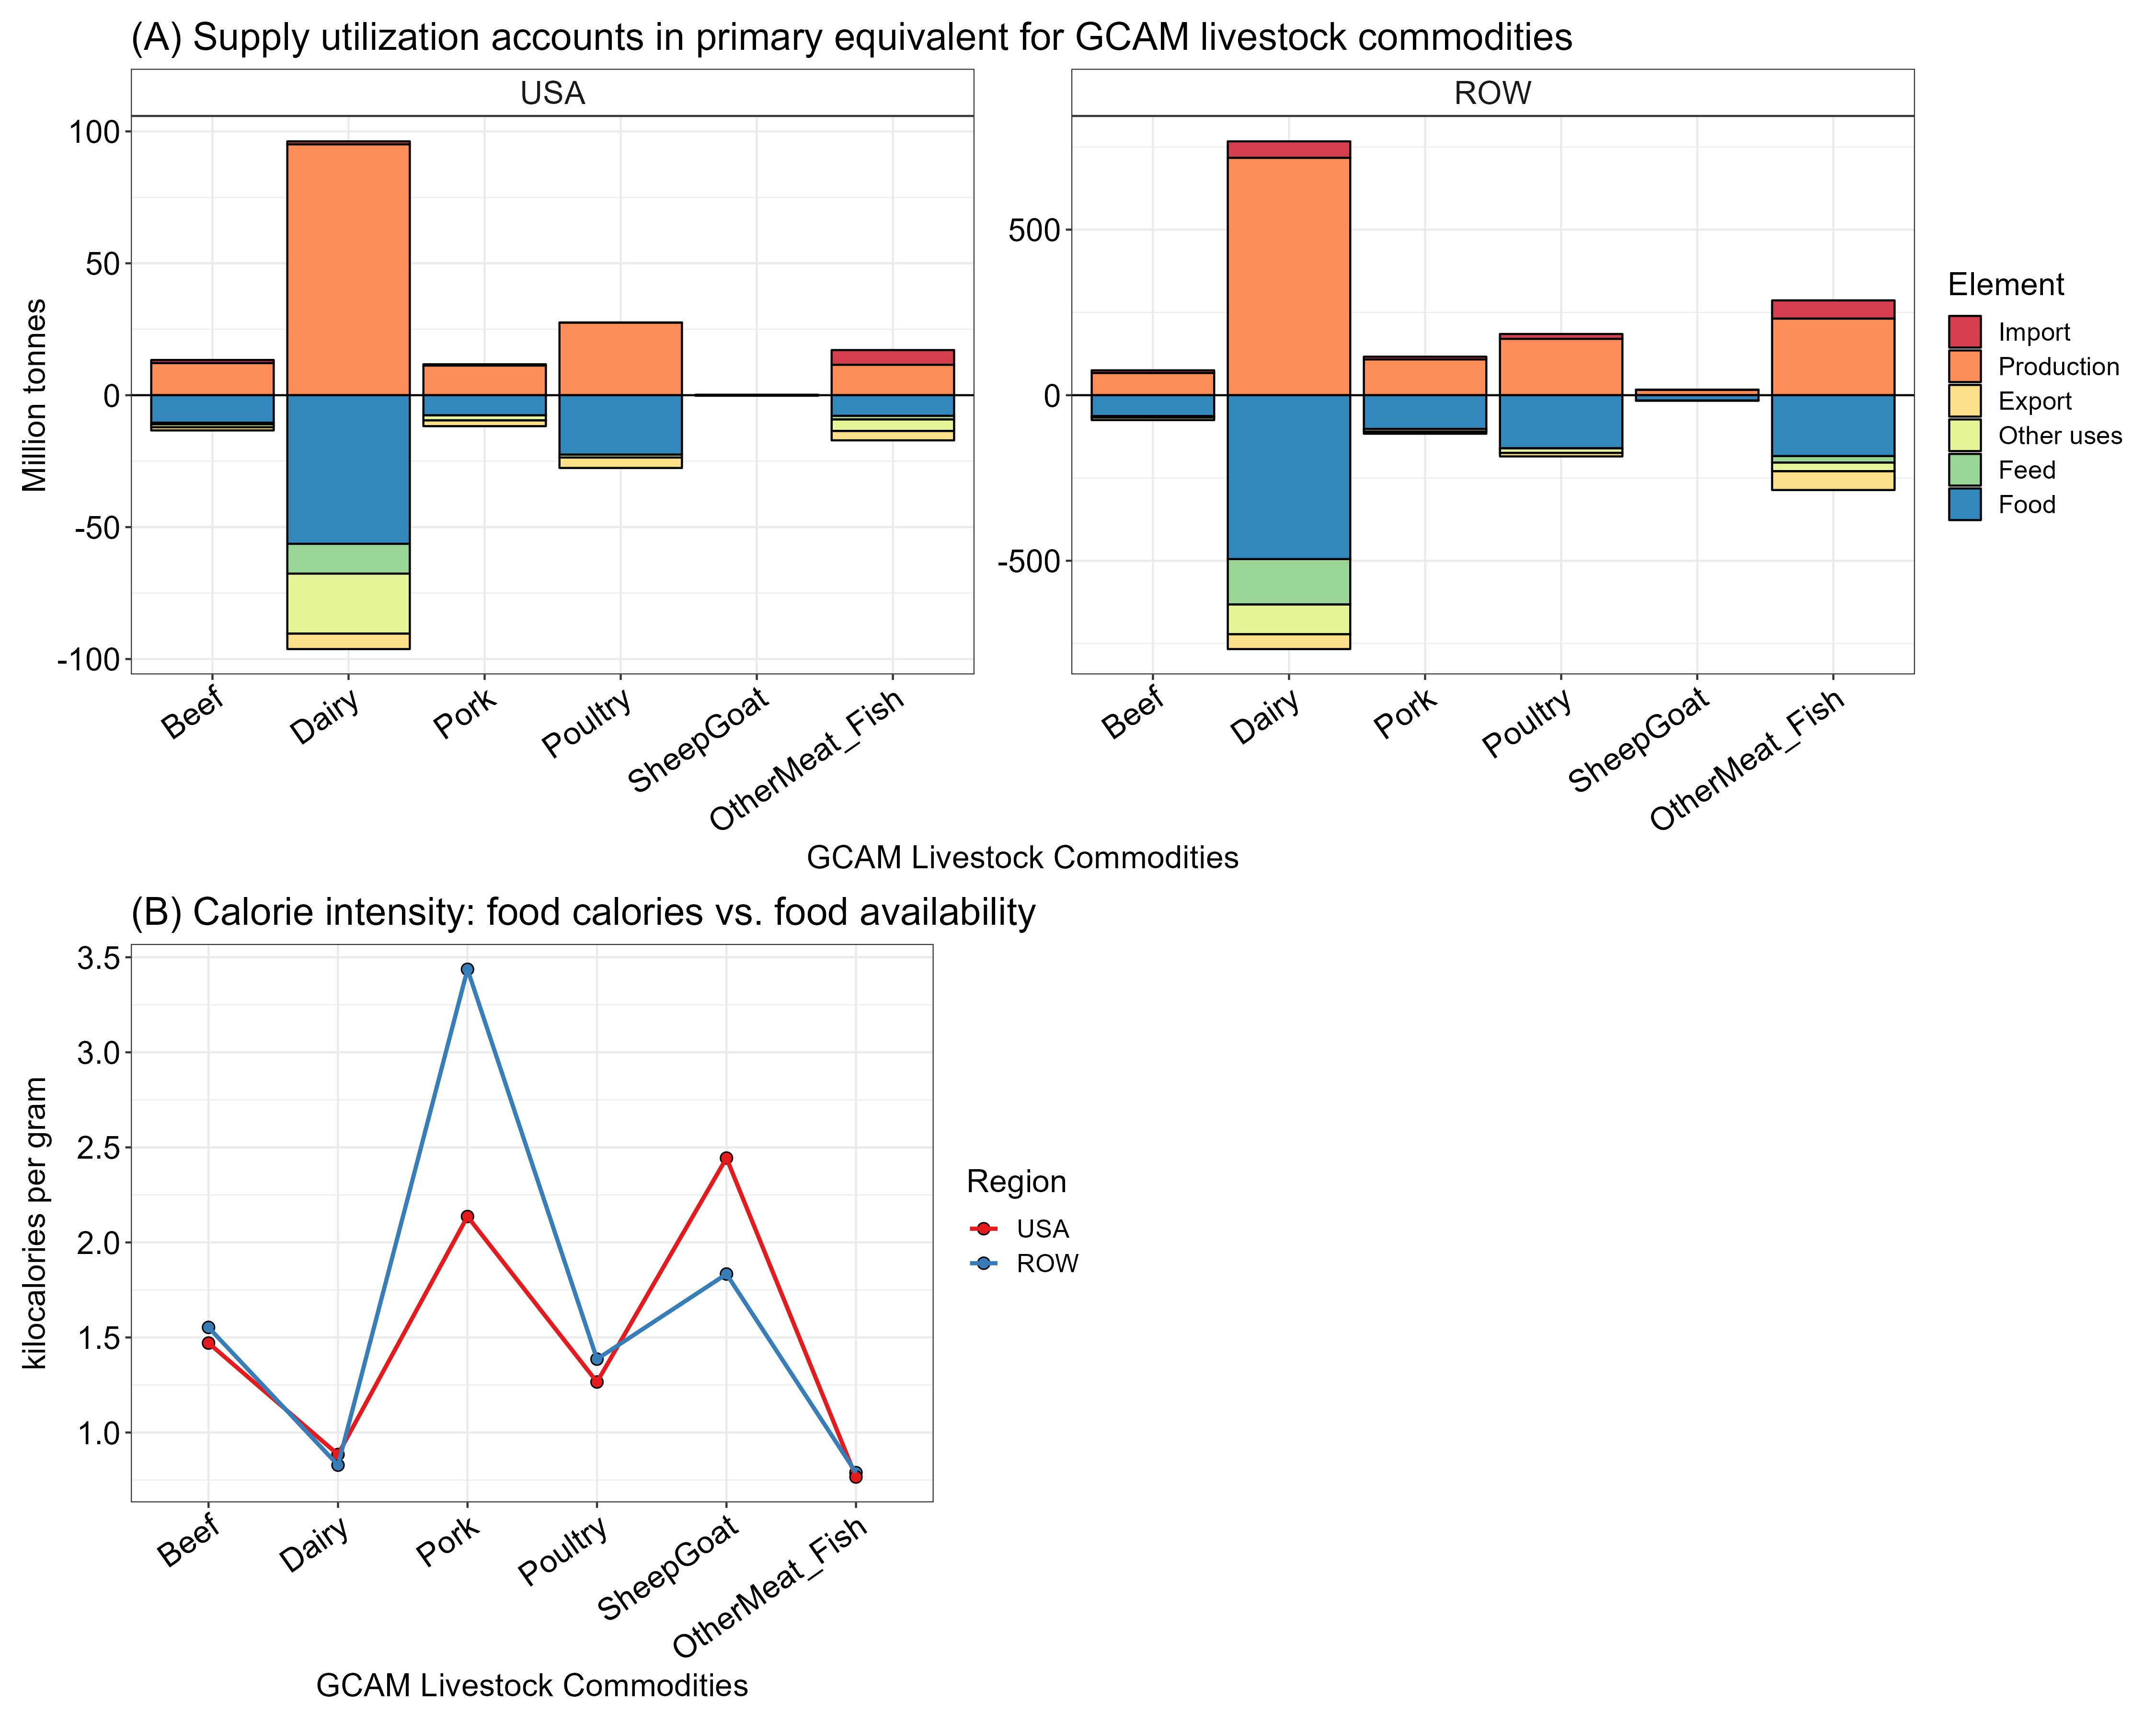 (A) Supply utilization accounts in primary equivalent for GCAM livestock commodities
USA
ROW
Million tonnes
100
50
0
-50
-100
500
0
-500
Beef
Dairy
Pork
Poultry
SheepGoat
OtherMeat_Fish
Beef
Dairy
Pork
Poultry
SheepGoat
OtherMeat_Fish
GCAM Livestock Commodities
Element
Import
Production
Export
Other uses
Feed
Food
(B) Calorie intensity: food calories vs. food availability
kilocalories per gram
3.5
3.0
2.5
2.0
1.5
1.0
Beef
Dairy
Pork
Poultry
SheepGoat
OtherMeat_Fish
GCAM Livestock Commodities
Region
USA
ROW